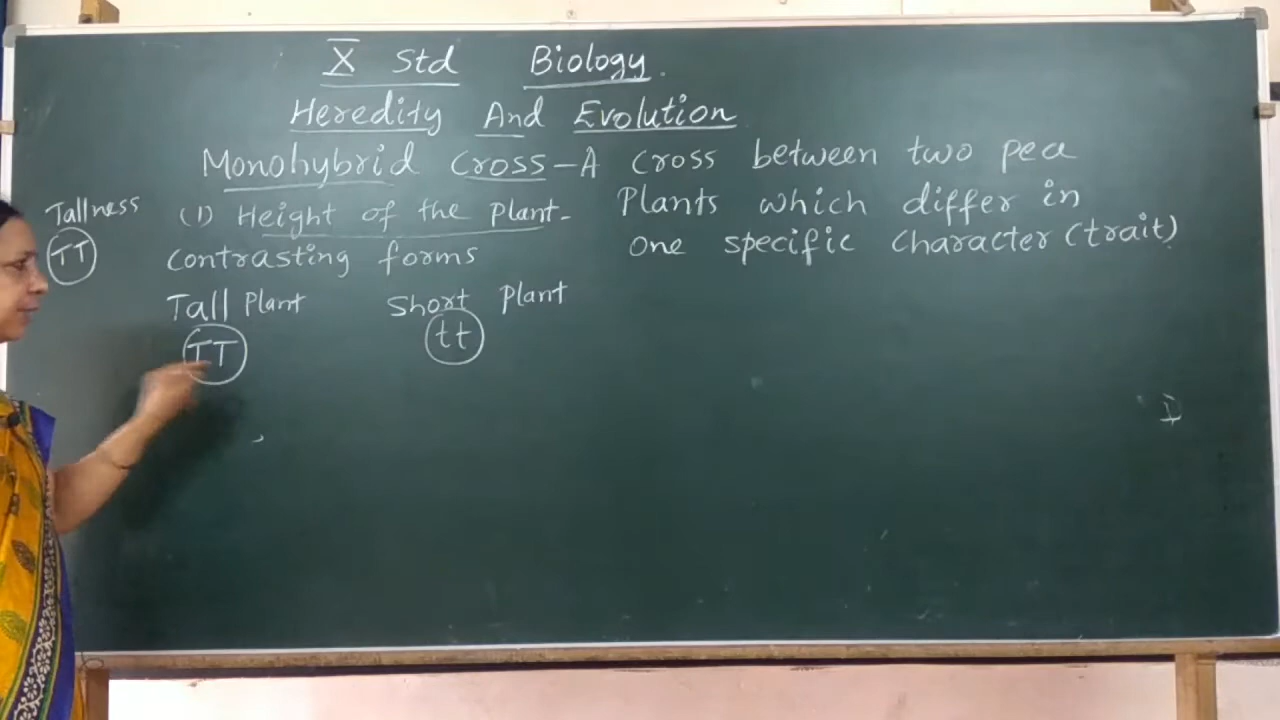 X Std Biology.
Heredity And Evolution
Monohybrid Cross - A cross between two pea
Plants which differ in
one specific character (trait)
Tallness
TT
(1) Height of the plant-
contrasting forms
Tall Plant Short Plant
TT tt
D